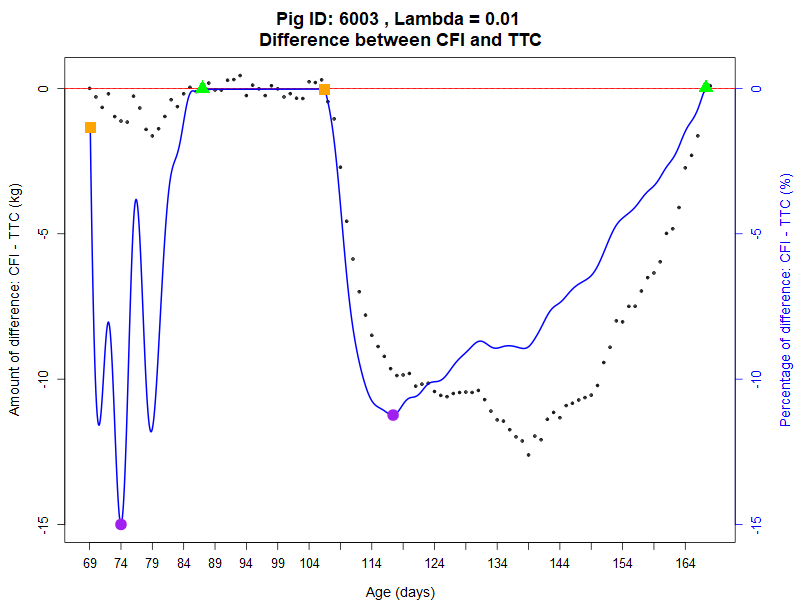 Pig ID: 6003 , Lambda = 0.01
Difference between CFI and TTC
Amount of difference: CFI - TTC (kg)
0
-5
-10
-15
Percentage of difference: CFI - TTC (%)
0
-5
-10
-15
69 74 79 84 89 94 99 104 114 124 134 144 154 164
Age (days)